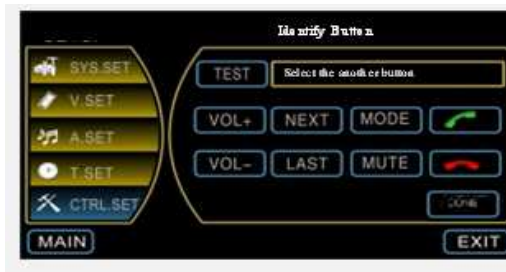 Identify Button
SYS.SET
TEST
Select the another button
V.SET
VOL+ NEXT MODE
A.SET
VOL- LAST MUTE
T.SET
CTRL.SET
MAIN
EXIT